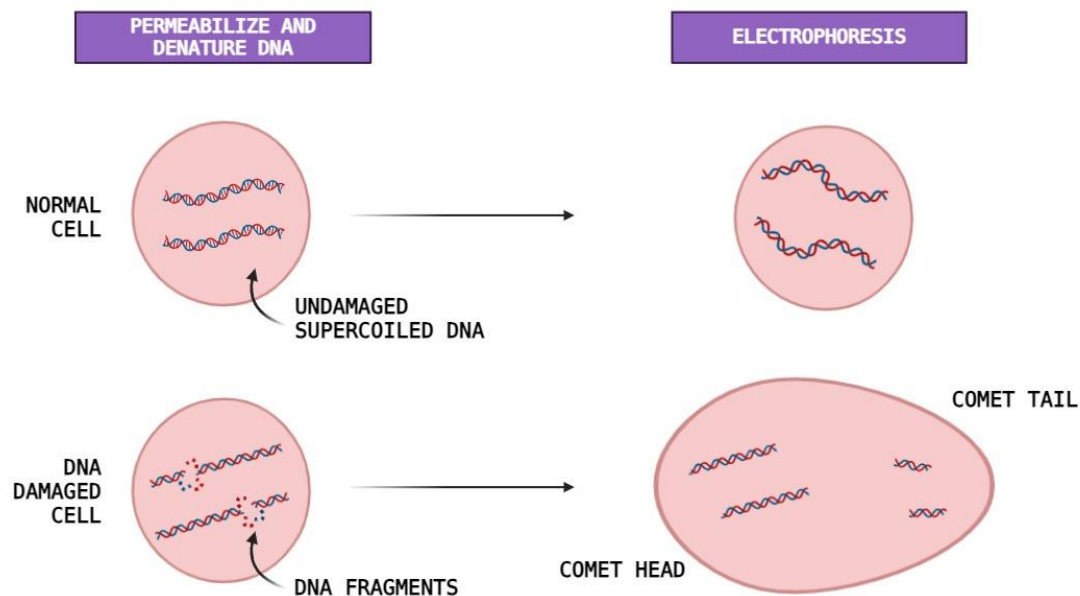 PERMEABILIZE AND
DENATURE DNA
ELECTROPHORESIS
NORMAL
CELL
UNDAMAGED
SUPERCOILED DNA
DNA
DAMAGED
CELL
DNA FRAGMENTS
COMET TAIL
COMET HEAD